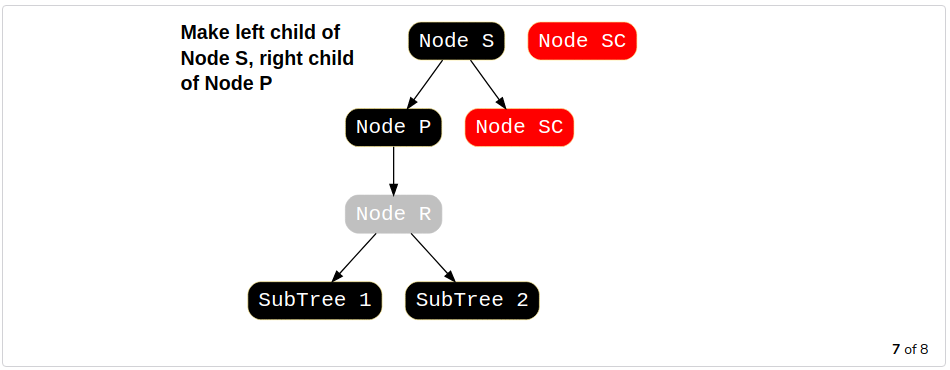 Make left child of
Node S, right child
of Node P
Node S
Node SC
Node P
Node SC
Node R
SubTree 1
SubTree 2
7 of 8